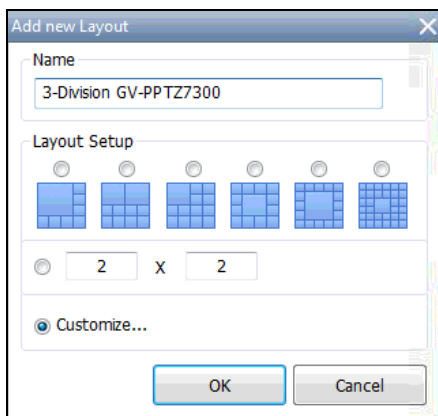 Add new Layout
Name
3-Division GV-PPTZ7300
Layout Setup
2 X 2
Customize...
OK Cancel